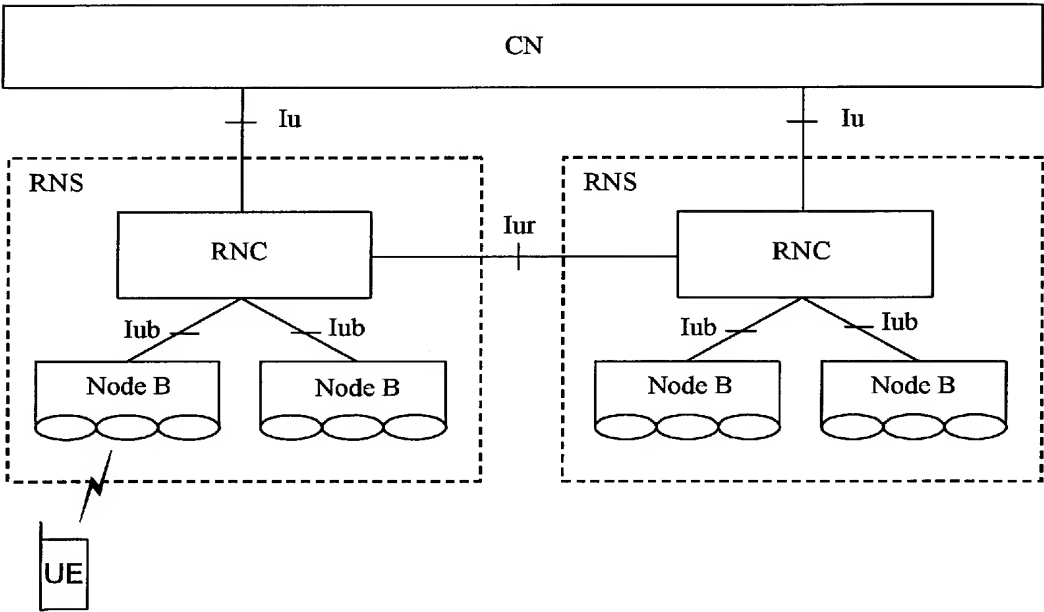 CN
Iu
Iu
RNS
RNS
RNC
Iur
RNC
Iub
Iub
Iub
Iub
Node B
Node B
Node B
Node B
UE